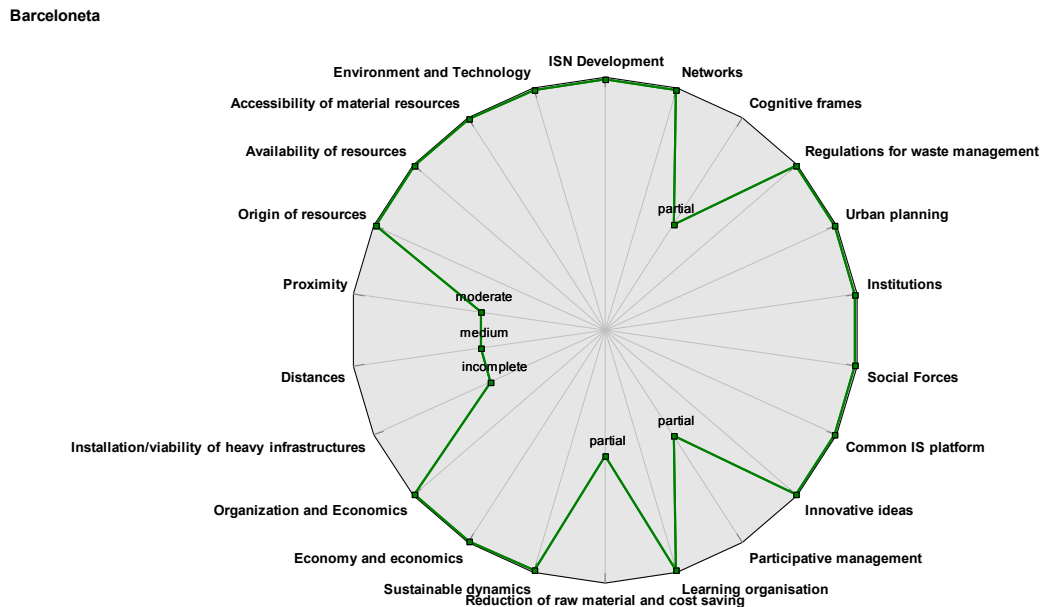 Barceloneta
ISN Development
Environment and Technology
Networks
Accessibility of material resources
Cognitive frames
Availability of resources
Regulations for waste management
partial
Origin of resources
Urban planning
Proximity
Institutions
moderate
medium
incomplete
Distances
Social Forces
partial
partial
Installation/viability of heavy infrastructures
Common IS platform
Organization and Economics
Innovative ideas
Economy and economics
Participative management
Sustainable dynamics
Learning organisation
Reduction of raw material and cost saving